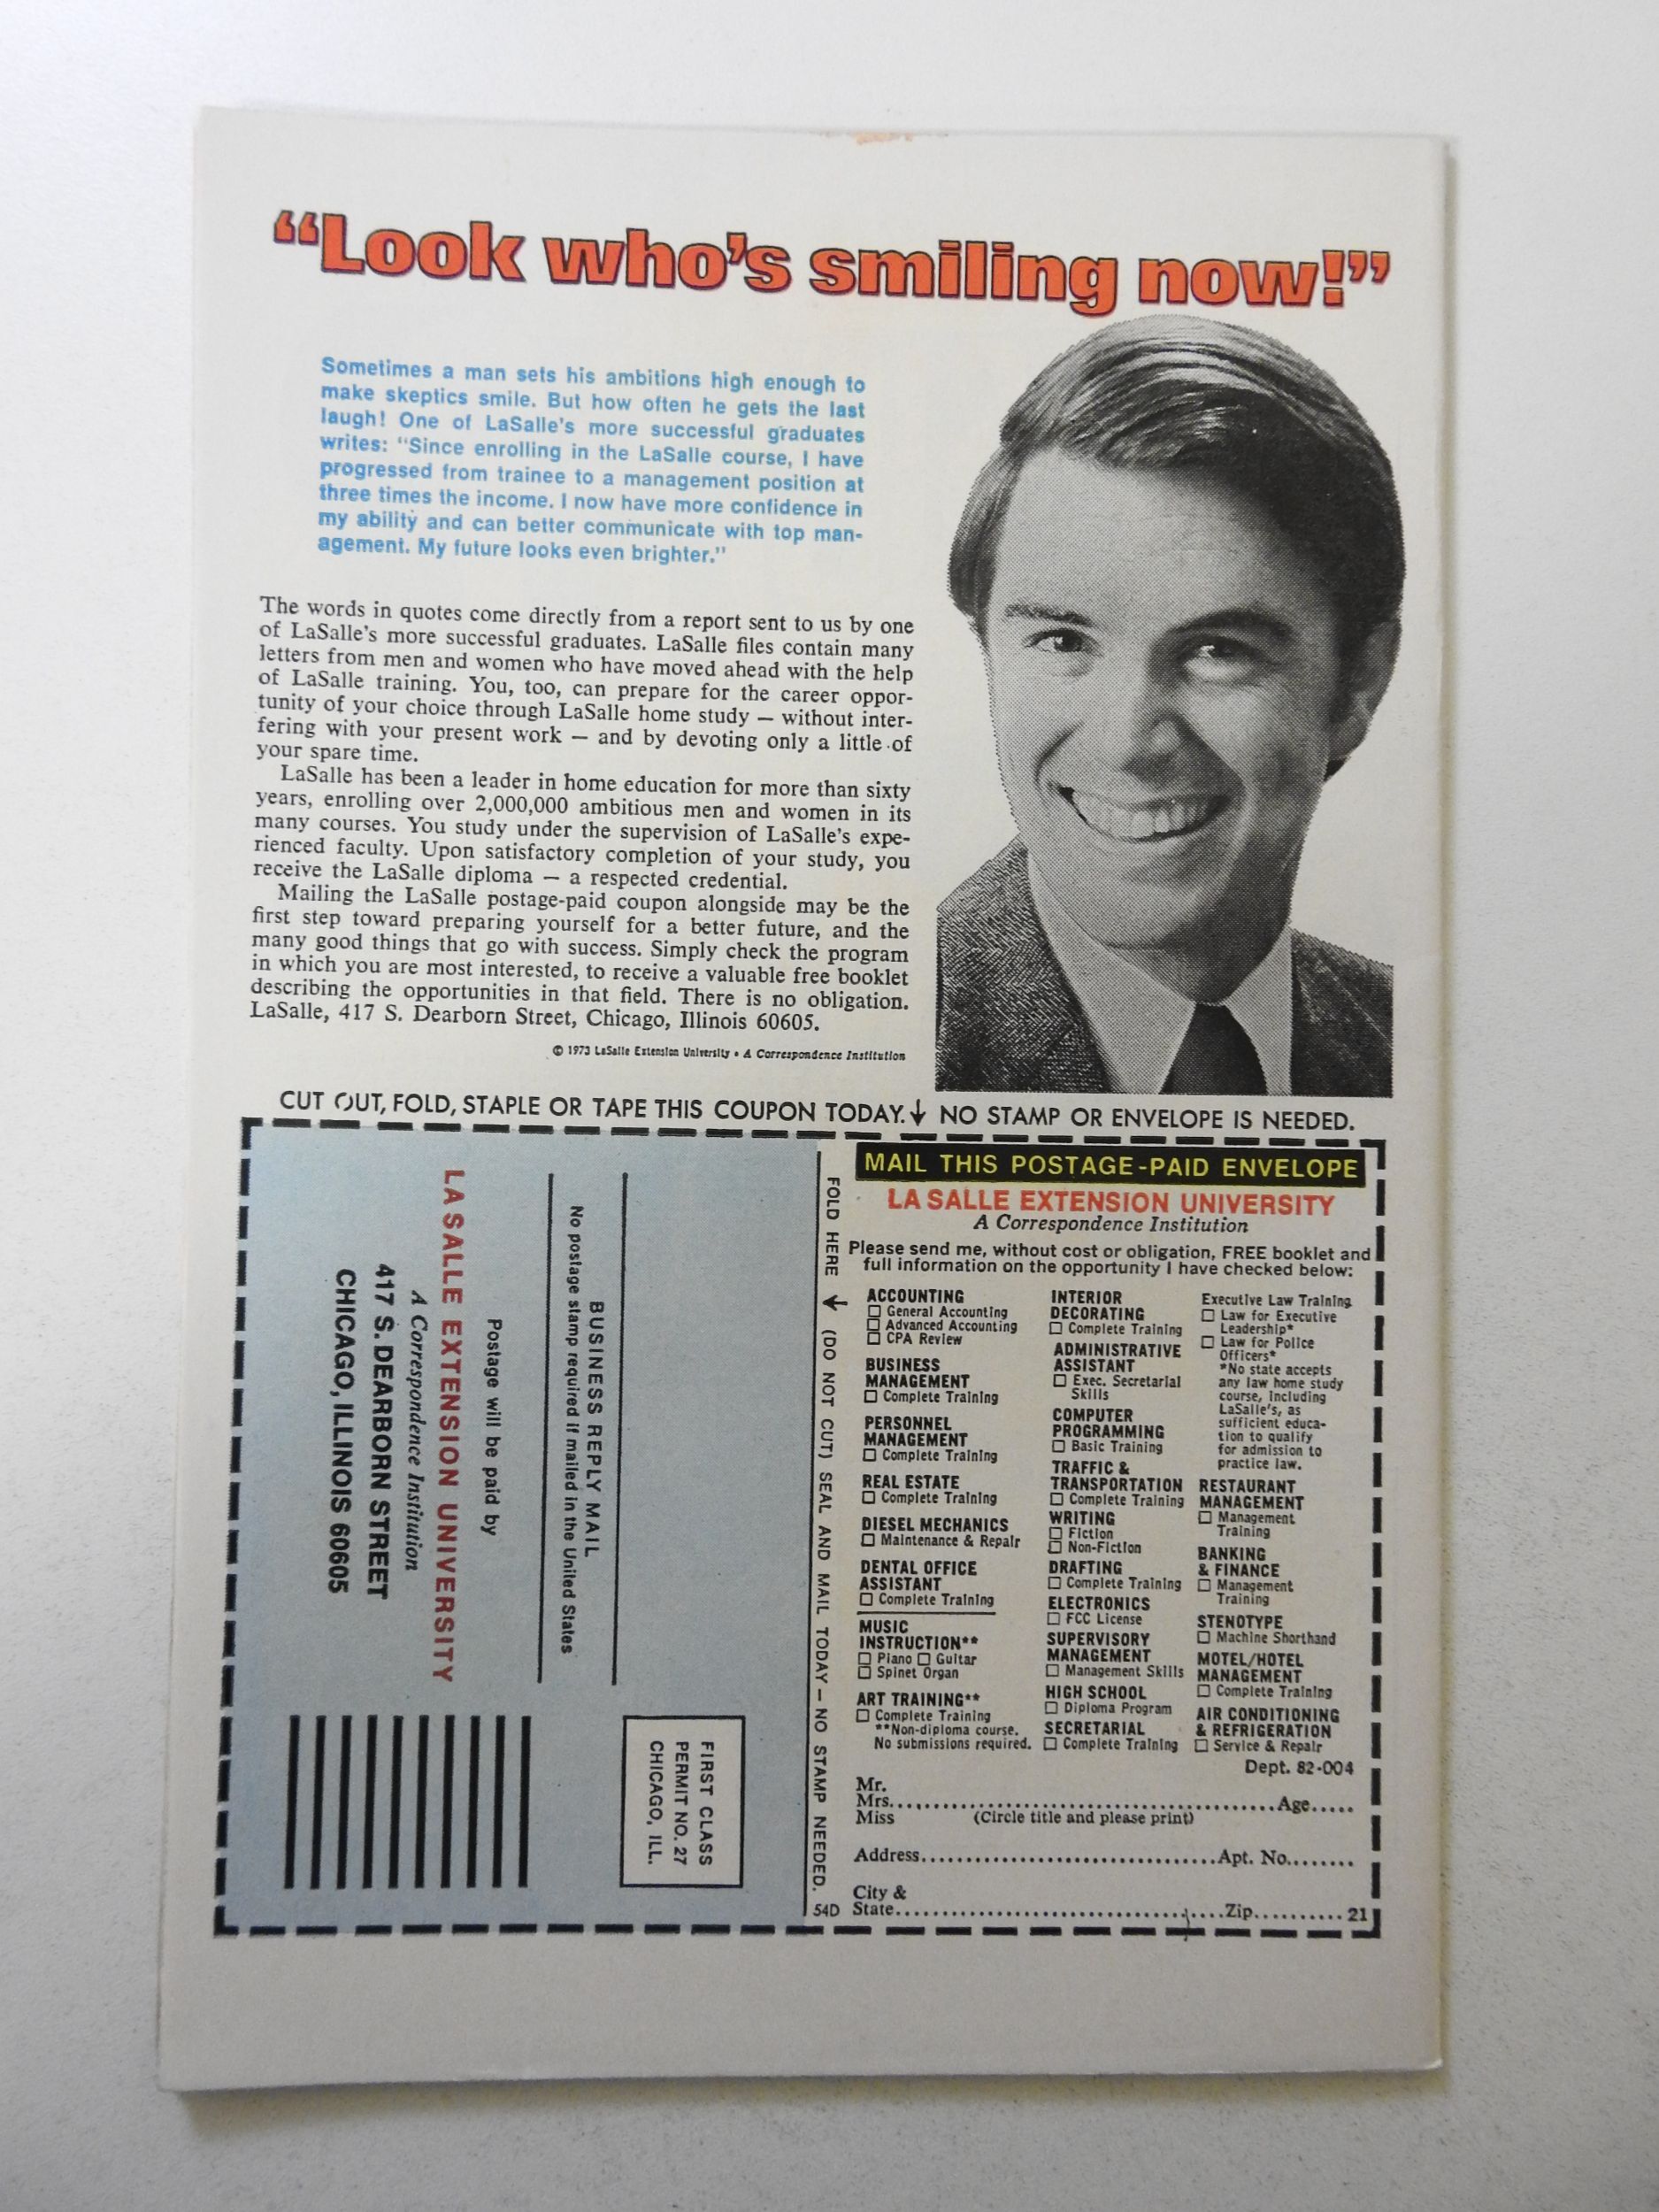 “Look who’s smiling now!”
Sometimes a man sets his ambitions high enough to
make skeptics smile. But how often he gets the last
laugh! One of LaSalle’s more successful graduates
writes: “Since enrolling in the LaSalle course, I have
progressed from trainee to a management position at
three times the income. I now have more confidence in
my ability and can better communicate with top man-
agement. My future looks even brighter.”
The words in quotes come directly from a report sent to us by one
of LaSalle’s more successful graduates. LaSalle files contain many
letters from men and women who have moved ahead with the help
of LaSalle training. You, too, can prepare for the career oppor-
tunity of your choice through LaSalle home study — without inter-
fering with your present work — and by devoting only a little of
your spare time.
LaSalle has been a leader in home education for more than sixty
years, enrolling over 2,000,000 ambitious men and women in its
many courses. You study under the supervision of LaSalle’s expe-
rienced faculty. Upon satisfactory completion of your study, you
receive the LaSalle diploma — a respected credential.
Mailing the LaSalle postage-paid coupon alongside may be the
first step toward preparing yourself for a better future, and the
many good things that go with success. Simply check the program
in which you are most interested, to receive a valuable free booklet
describing the opportunities in that field. There is no obligation.
LaSalle, 417 S. Dearborn Street, Chicago, Illinois 60605.
© 1973 LaSalle Extension University • A Correspondence Institution
CUT OUT, FOLD, STAPLE OR TAPE THIS COUPON TODAY. ↓ NO STAMP OR ENVELOPE IS NEEDED.
FIRST CLASS
PERMIT NO. 27
CHICAGO, ILL.
BUSINESS REPLY MAIL
No postage stamp required if mailed in the United States
Postage will be paid by
LA SALLE EXTENSION UNIVERSITY
A Correspondence Institution
417 S. DEARBORN STREET
CHICAGO, ILLINOIS 60605
FOLD HERE ↓ (DO NOT CUT) SEAL AND MAIL TODAY — NO STAMP NEEDED.
54D
MAIL THIS POSTAGE-PAID ENVELOPE
LA SALLE EXTENSION UNIVERSITY
A Correspondence Institution
Please send me, without cost or obligation, FREE booklet and
full information on the opportunity I have checked below:
ACCOUNTING
☐ General Accounting
☐ Advanced Accounting
☐ CPA Review
BUSINESS
MANAGEMENT
☐ Complete Training
PERSONNEL
MANAGEMENT
☐ Complete Training
REAL ESTATE
☐ Complete Training
DIESEL MECHANICS
☐ Maintenance & Repair
DENTAL OFFICE
ASSISTANT
☐ Complete Training
MUSIC
INSTRUCTION**
☐ Piano ☐ Guitar
☐ Spinet Organ
ART TRAINING**
☐ Complete Training
**Non-diploma course.
No submissions required.
INTERIOR
DECORATING
☐ Complete Training
ADMINISTRATIVE
ASSISTANT
☐ Exec. Secretarial
Skills
COMPUTER
PROGRAMMING
☐ Basic Training
TRAFFIC &
TRANSPORTATION
☐ Complete Training
WRITING
☐ Fiction
☐ Non-Fiction
DRAFTING
☐ Complete Training
ELECTRONICS
☐ FCC License
SUPERVISORY
MANAGEMENT
☐ Management Skills
HIGH SCHOOL
☐ Diploma Program
SECRETARIAL
☐ Complete Training
Executive Law Training
☐ Law for Executive
Leadership*
☐ Law for Police
Officers*
*No state accepts
any law home study
course, including
LaSalle’s, as
sufficient educa-
tion to qualify
for admission to
practice law.
RESTAURANT
MANAGEMENT
☐ Management
Training
BANKING
& FINANCE
☐ Management
Training
STENOTYPE
☐ Machine Shorthand
MOTEL/HOTEL
MANAGEMENT
☐ Complete Training
AIR CONDITIONING
& REFRIGERATION
☐ Service & Repair
Dept. 82-004
Mr.
Mrs. Age
Miss (Circle title and please print)
Address Apt. No.
City &
State Zip 21